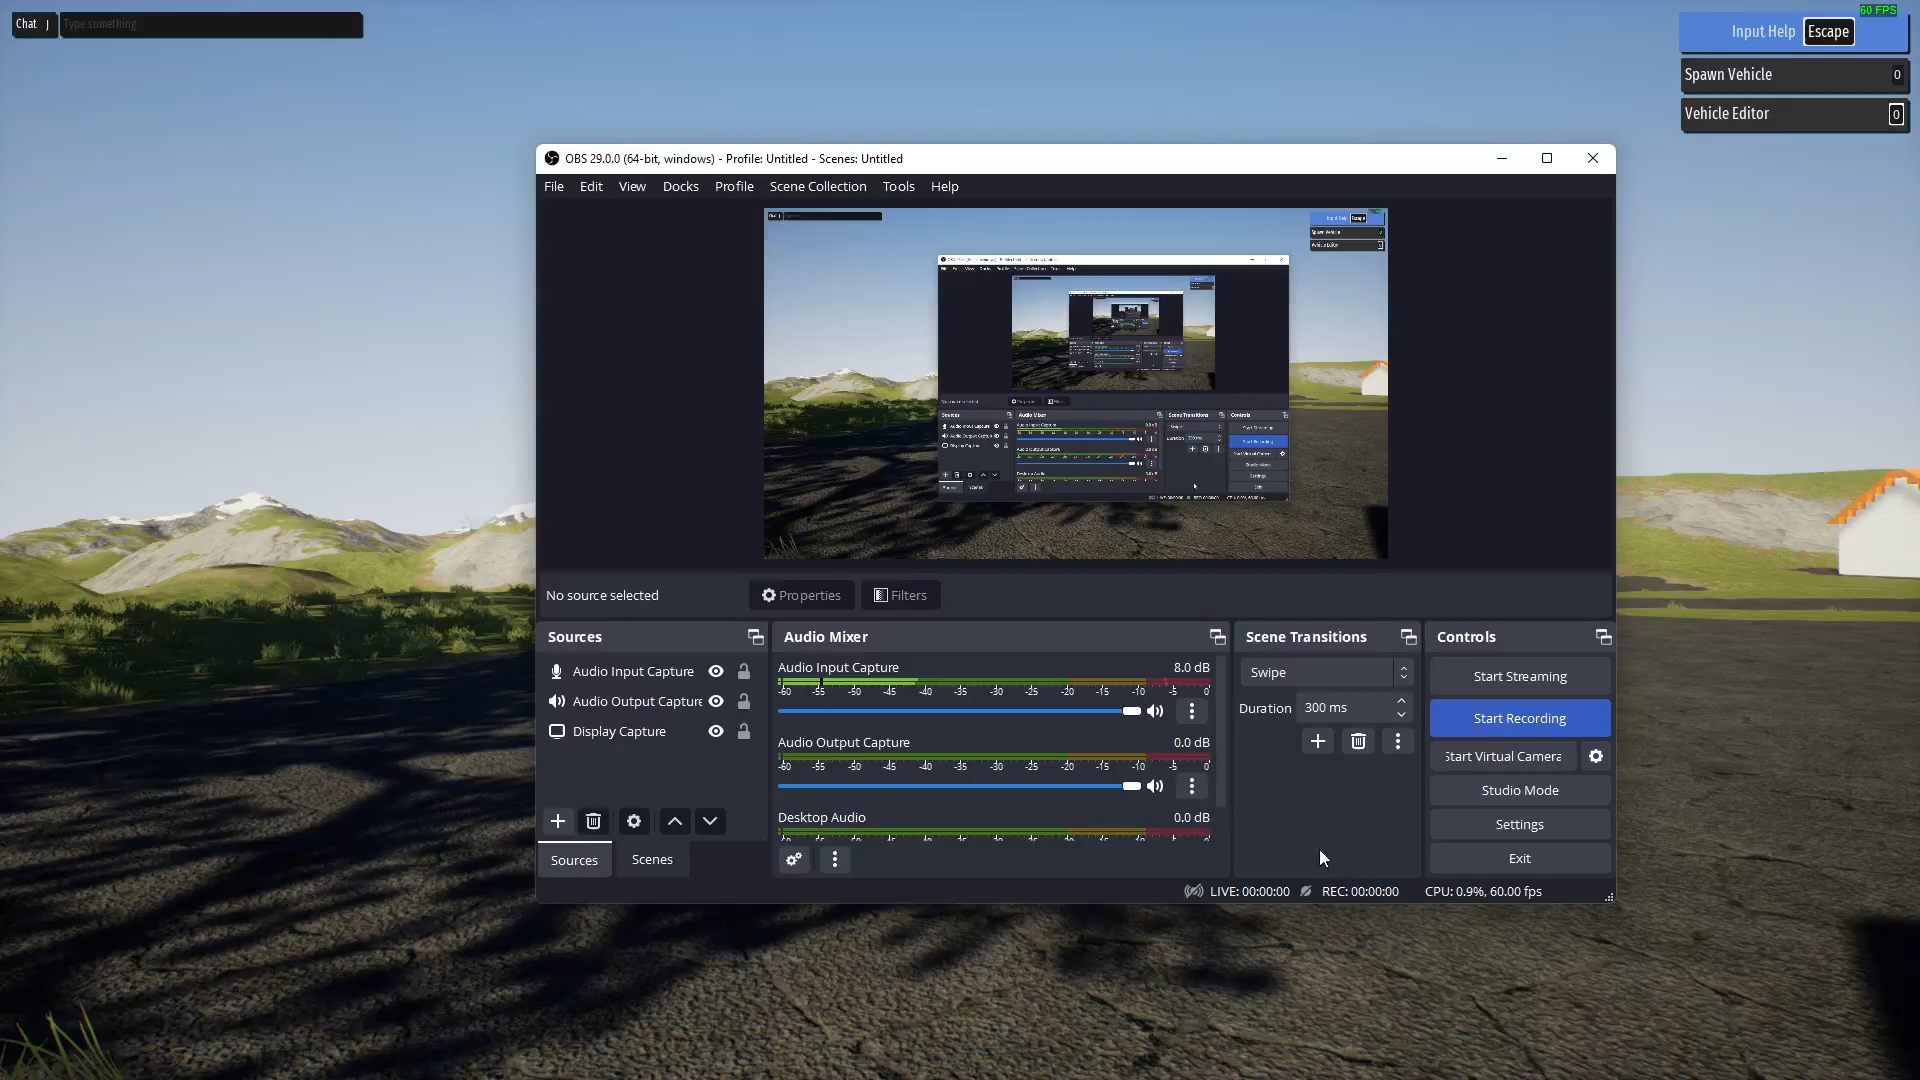 Chat J Type something
60 FPS
Input Help Escape
Spawn Vehicle 0
Vehicle Editor 0
OBS 29.0.0 (64-bit, windows) - Profile: Untitled - Scenes: Untitled
File Edit View Docks Profile Scene Collection Tools Help
No source selected Properties Filters
Sources
Audio Input Capture
Audio Output Capture
Display Capture
Sources Scenes
Audio Mixer
Audio Input Capture 8.0 dB
-60 -55 -50 -45 -40 -35 -30 -25 -20 -15 -10 -5 0
Audio Output Capture 0.0 dB
-60 -55 -50 -45 -40 -35 -30 -25 -20 -15 -10 -5 0
Desktop Audio 0.0 dB
Scene Transitions
Swipe
Duration 300 ms
Controls
Start Streaming
Start Recording
Start Virtual Camera
Studio Mode
Settings
Exit
LIVE: 00:00:00 REC: 00:00:00 CPU: 0.9%, 60.00 fps